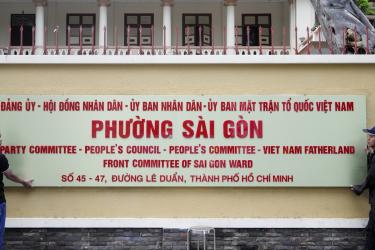 ĐẢNG ỦY - HỘI ĐỒNG NHÂN DÂN - ỦY BAN NHÂN DÂN - ỦY BAN MẶT TRẬN TỔ QUỐC VIỆT NAM
PHƯỜNG SÀI GÒN
PARTY COMMITTEE - PEOPLE'S COUNCIL - PEOPLE'S COMMITTEE - VIET NAM FATHERLAND
FRONT COMMITTEE OF SAI GON WARD
SỐ 45 - 47, ĐƯỜNG LÊ DUẨN, THÀNH PHỐ HỒ CHÍ MINH